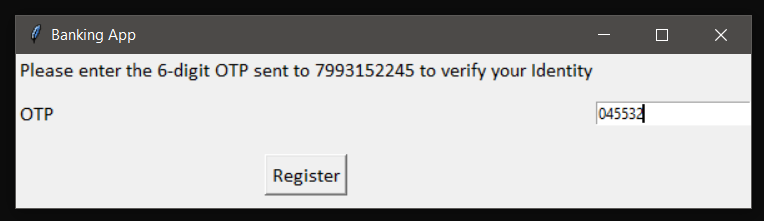 Banking App
Please enter the 6-digit OTP sent to 7993152245 to verify your Identity
OTP 045532
Register